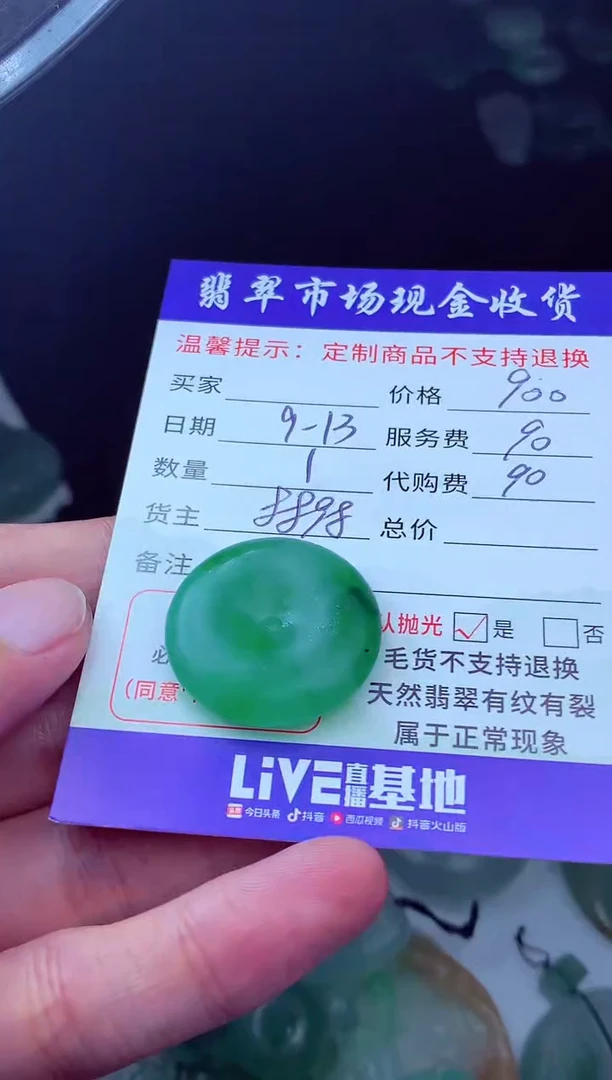 翡翠市场现金收货
温馨提示：定制商品不支持退换
买家 价格 900
日期 9-13 服务费 90
数量 1 代购费 90
货主 8898 总价
备注
认抛光 ☑是 □否
毛货不支持退换
(同意 天然翡翠有纹有裂
属于正常现象
LiVE直播基地
头条 今日头条 抖音 西瓜视频 抖音火山版